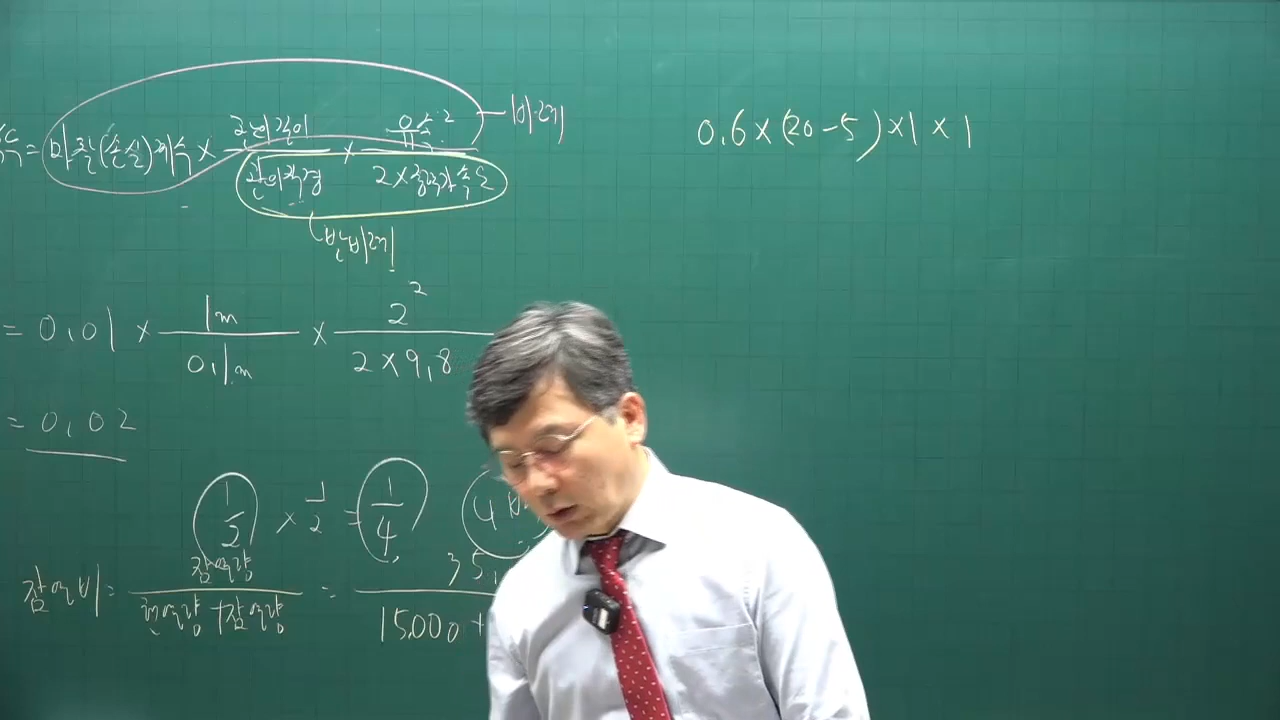 = 마찰(손실)계수 × 관의길이 × 유속² 비례
관의직경 2×중력가속도
반비례
0.6×(20-5)×1×1
= 0.01 × 1m × 2²
0.1m 2×9.8
= 0.02
1/2 × 1/2 = 1/4 4
잠열비= 잠열량 = 35,
현열량+잠열량 15,000+